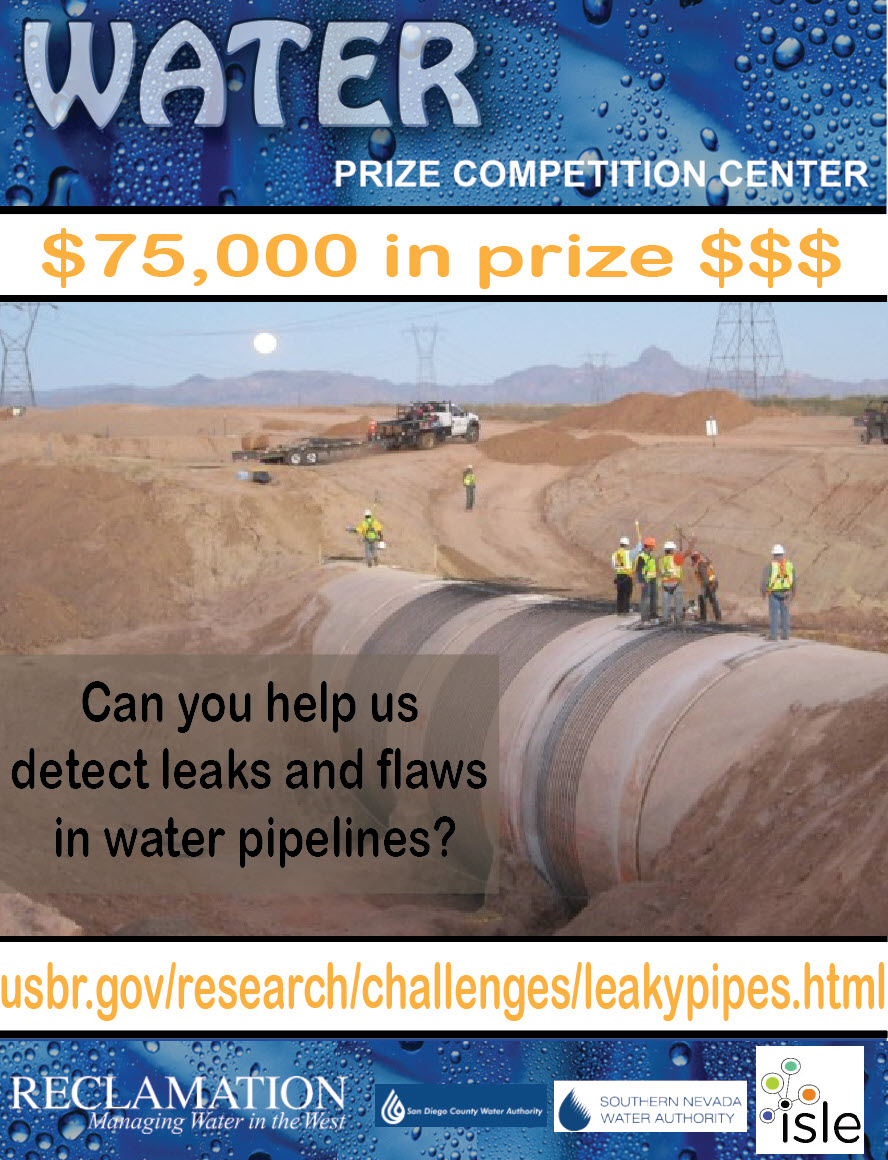 WATER
PRIZE COMPETITION CENTER
$75,000 in prize $$$
Can you help us
detect leaks and flaws
in water pipelines?
usbr.gov/research/challenges/leakypipes.html
RECLAMATION
Managing Water in the West
San Diego County Water Authority
SOUTHERN NEVADA
WATER AUTHORITY
isle